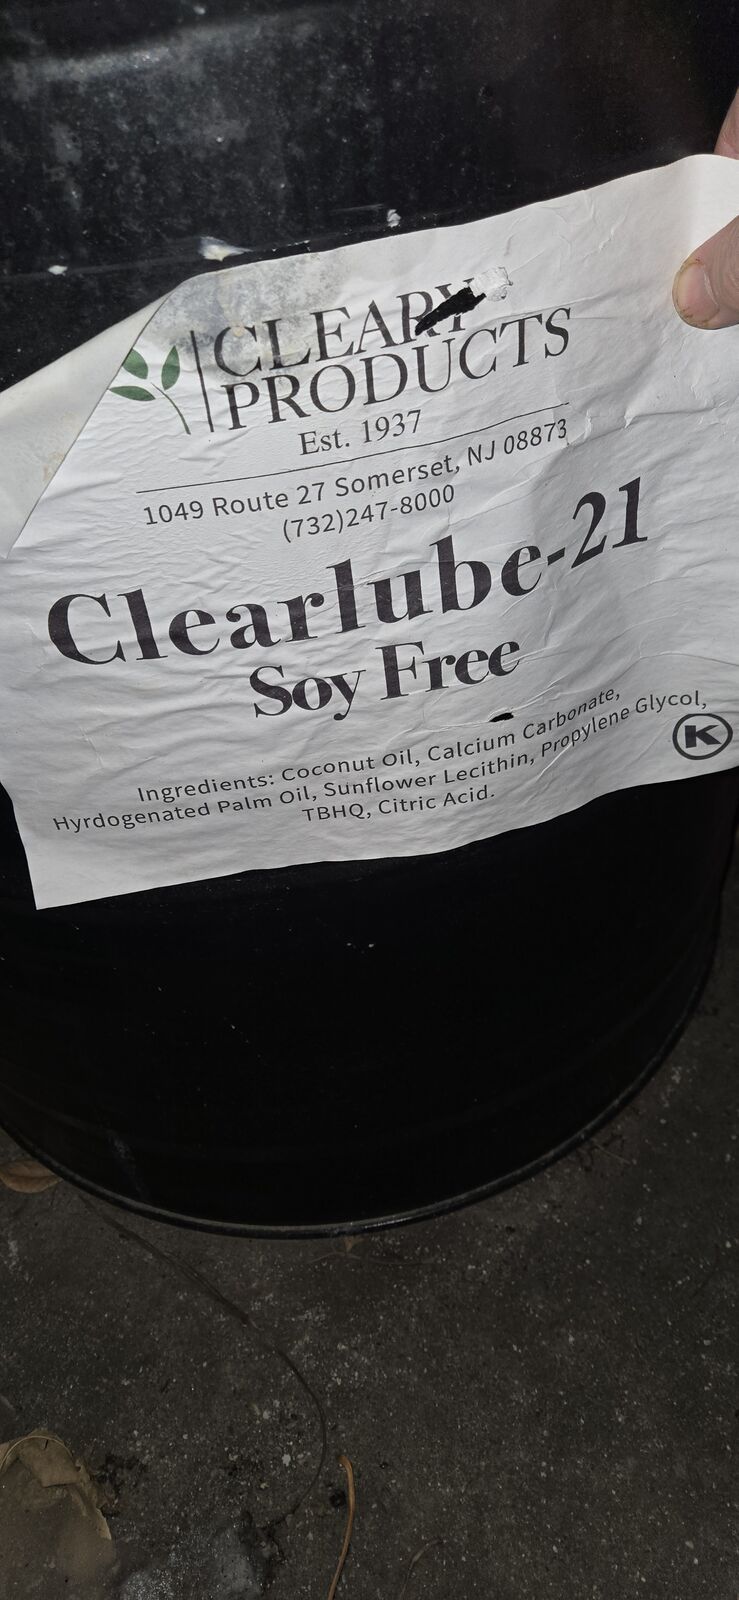 CLEARY
PRODUCTS
Est. 1937
1049 Route 27 Somerset, NJ 08873
(732)247-8000
Clearlube-21
Soy Free
Ingredients: Coconut Oil, Calcium Carbonate,
Hyrdogenated Palm Oil, Sunflower Lecithin, Propylene Glycol,
TBHQ, Citric Acid.
K